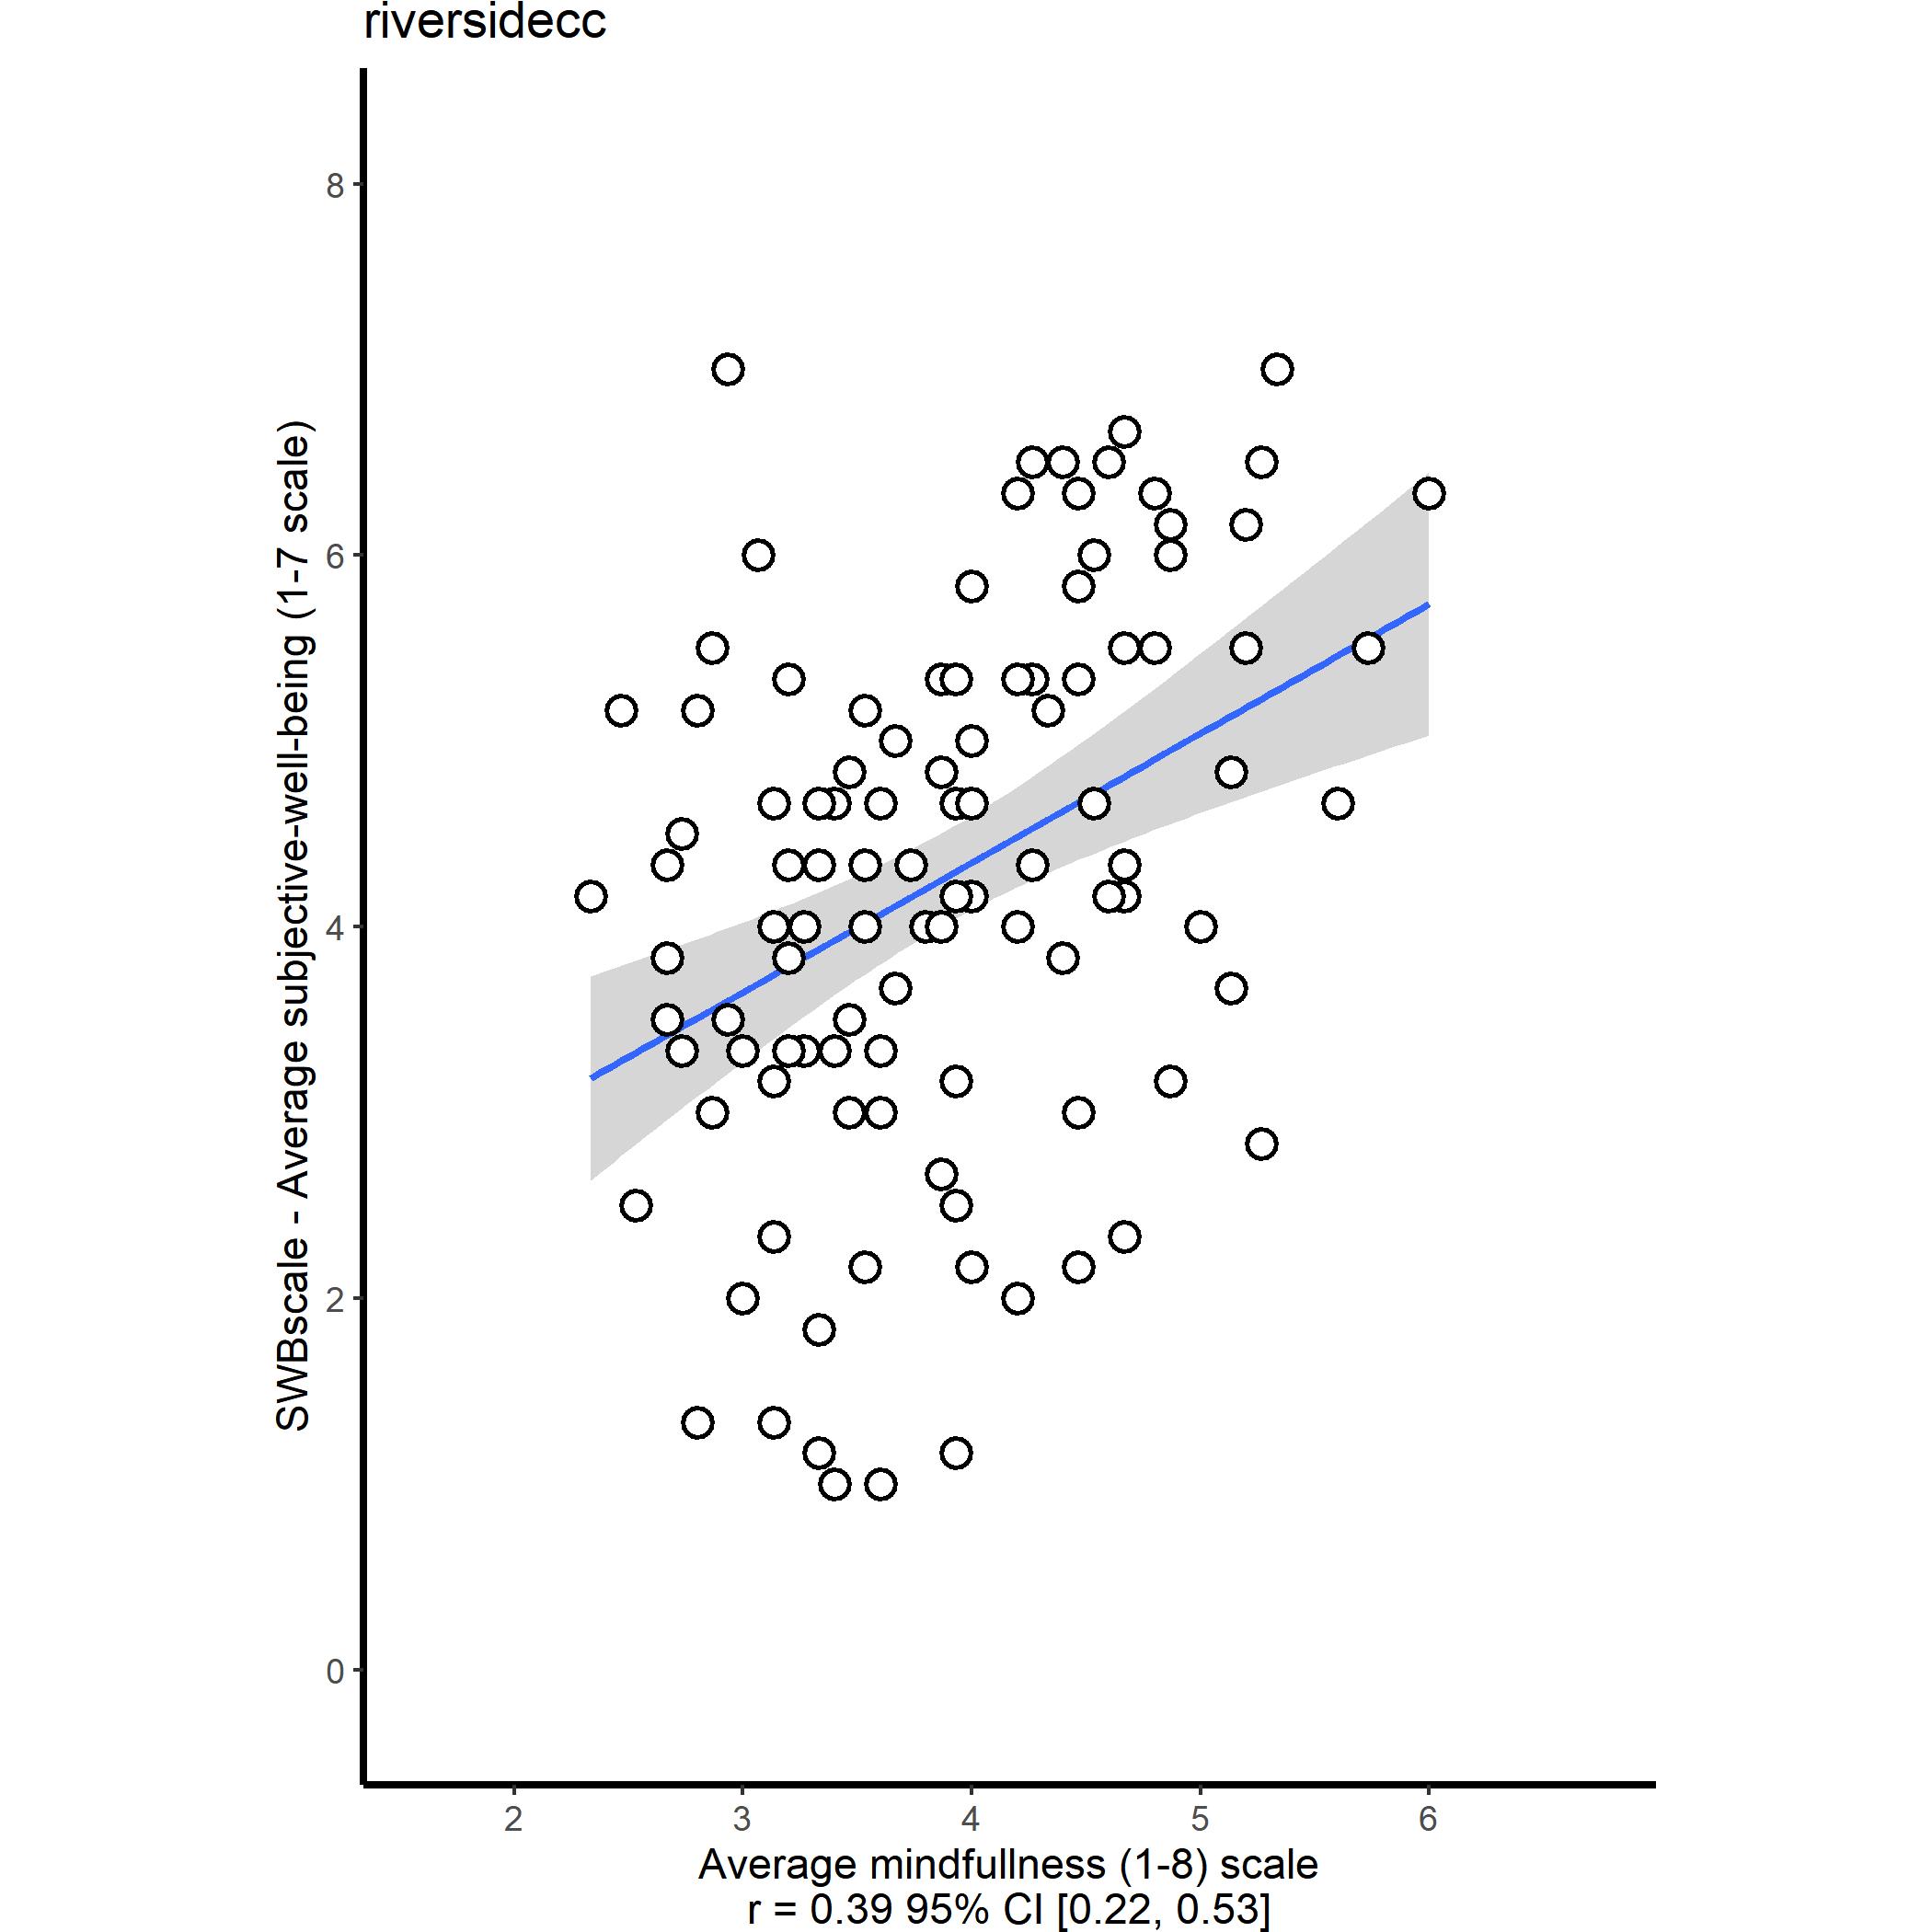 riversidecc
SWBscale - Average subjective-well-being (1-7 scale)
8
6
4
2
0
2 3 4 5 6
Average mindfullness (1-8) scale
r = 0.39 95% CI [0.22, 0.53]